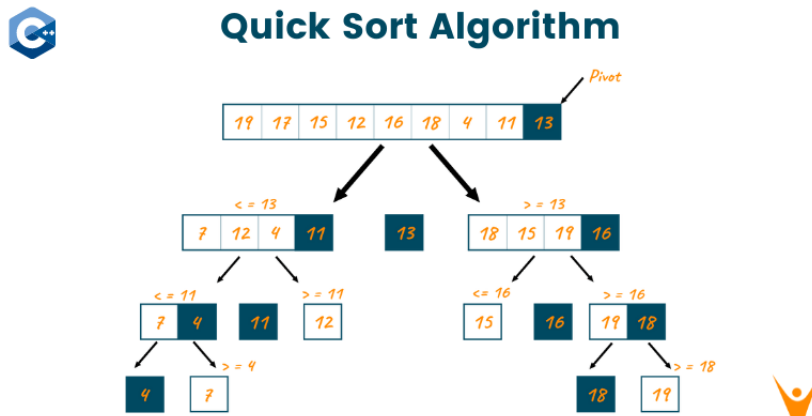 C++
Quick Sort Algorithm
Pivot
19 17 15 12 16 18 4 11 13
< = 13 > = 13
7 12 4 11 13 18 15 19 16
< = 11 > = 11 <= 16 > = 16
7 4 11 12 15 16 19 18
> = 4 > = 18
4 7 18 19